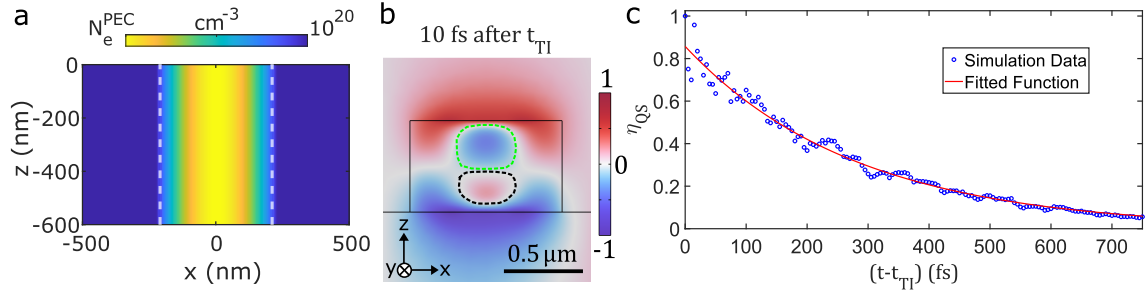 a
N_e^PEC cm^-3 10^20
0
-200
-400
-600
z (nm)
-500 0 500
x (nm)
b
10 fs after t_TI
1
0
-1
z
y x
0.5 μm
c
1
0.8
0.6
0.4
0.2
0
η_QS
Simulation Data
Fitted Function
0 100 200 300 400 500 600 700
(t-t_TI) (fs)